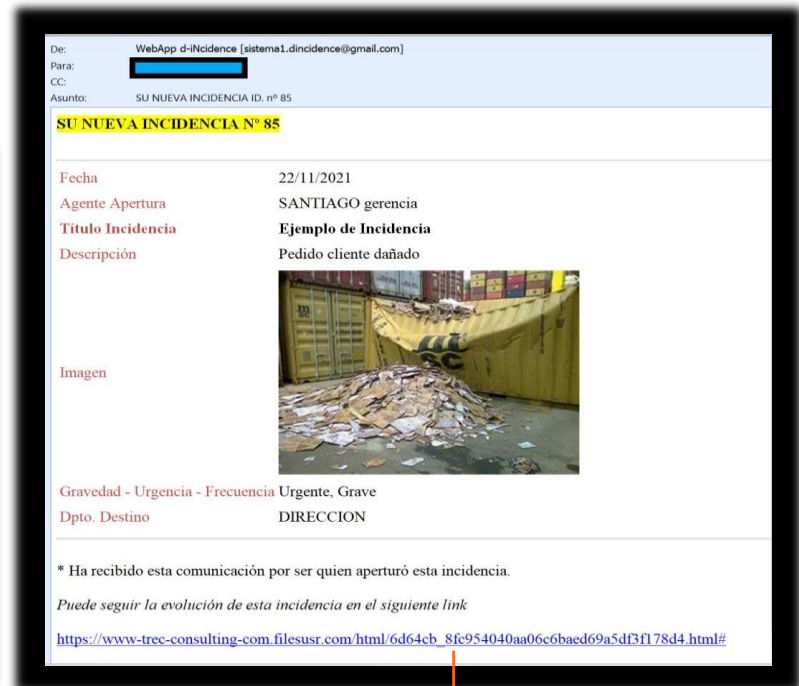 De: WebApp d-iNcidence [sistema1.dincidence@gmail.com]
Para:
CC:
Asunto: SU NUEVA INCIDENCIA ID. nº 85
SU NUEVA INCIDENCIA Nº 85
Fecha 22/11/2021
Agente Apertura SANTIAGO gerencia
Título Incidencia Ejemplo de Incidencia
Descripción Pedido cliente dañado
Imagen
Gravedad - Urgencia - Frecuencia Urgente, Grave
Dpto. Destino DIRECCION
* Ha recibido esta comunicación por ser quien aperturó esta incidencia.
Puede seguir la evolución de esta incidencia en el siguiente link
https://www-trec-consulting-com.filesusr.com/html/6d64cb_8fc954040aa06c6baed69a5df3f178d4.html#